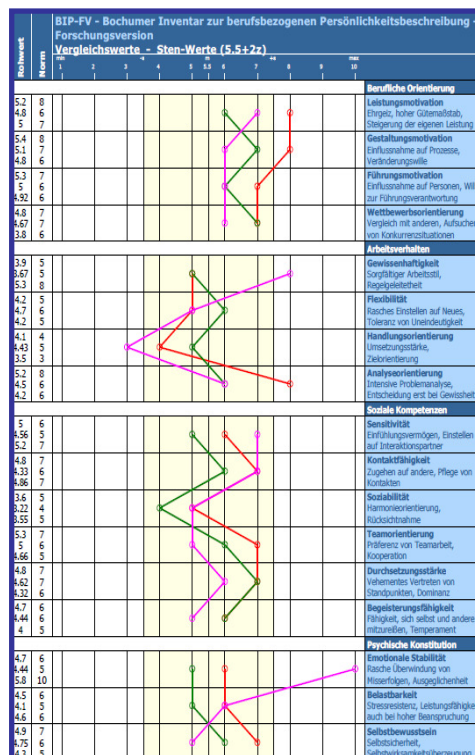 BIP-FV - Bochumer Inventar zur berufsbezogenen Persönlichkeitsbeschreibung -
Forschungsversion
Vergleichswerte - Sten-Werte (5.5+2z)
Rohwert Norm
min -s m +s max
1 2 3 4 5 5.5 6 7 8 9 10
Berufliche Orientierung
5.2 8 Leistungsmotivation
4.8 6 Ehrgeiz, hoher Gütemaßstab,
5 7 Steigerung der eigenen Leistung
5.4 8 Gestaltungsmotivation
5.1 7 Einflussnahme auf Prozesse,
4.8 6 Veränderungswille
5.3 7 Führungsmotivation
5 6 Einflussnahme auf Personen, Will
4.92 6 zur Führungsverantwortung
4.8 7 Wettbewerbsorientierung
4.67 7 Vergleich mit anderen, Aufsuchen
3.8 6 von Konkurrenzsituationen
Arbeitsverhalten
3.9 5 Gewissenhaftigkeit
3.67 5 Sorgfältiger Arbeitsstil,
5.3 8 Regelgeleitetheit
4.2 5 Flexibilität
4.7 6 Rasches Einstellen auf Neues,
4.2 5 Toleranz von Uneindeutigkeit
4.1 4 Handlungsorientierung
4.43 5 Umsetzungsstärke,
3.5 3 Zielorientierung
5.2 8 Analyseorientierung
4.5 6 Intensive Problemanalyse,
4.2 6 Entscheidung erst bei Gewissheit
Soziale Kompetenzen
5 6 Sensitivität
4.56 5 Einfühlungsvermögen, Einstellen
5.2 7 auf Interaktionspartner
4.8 7 Kontaktfähigkeit
4.33 6 Zugehen auf andere, Pflege von
4.86 7 Kontakten
3.6 5 Soziabilität
3.22 4 Harmonieorientierung,
3.55 5 Rücksichtnahme
5.3 7 Teamorientierung
5 6 Präferenz von Teamarbeit,
4.66 5 Kooperation
4.8 7 Durchsetzungsstärke
4.62 7 Vehementes Vertreten von
4.32 6 Standpunkten, Dominanz
4.7 6 Begeisterungsfähigkeit
4.44 6 Fähigkeit, sich selbst und andere
4 5 mitzureißen, Temperament
Psychische Konstitution
4.7 6 Emotionale Stabilität
4.44 5 Rasche Überwindung von
5.8 10 Misserfolgen, Ausgeglichenheit
4.5 6 Belastbarkeit
4.1 5 Stressresistenz, Leistungsfähigkei
4.6 6 auch bei hoher Beanspruchung
4.9 7 Selbstbewusstsein
4.75 6 Selbstsicherheit,
4.2 5 Selbstwirksamkeitsüberzeugung